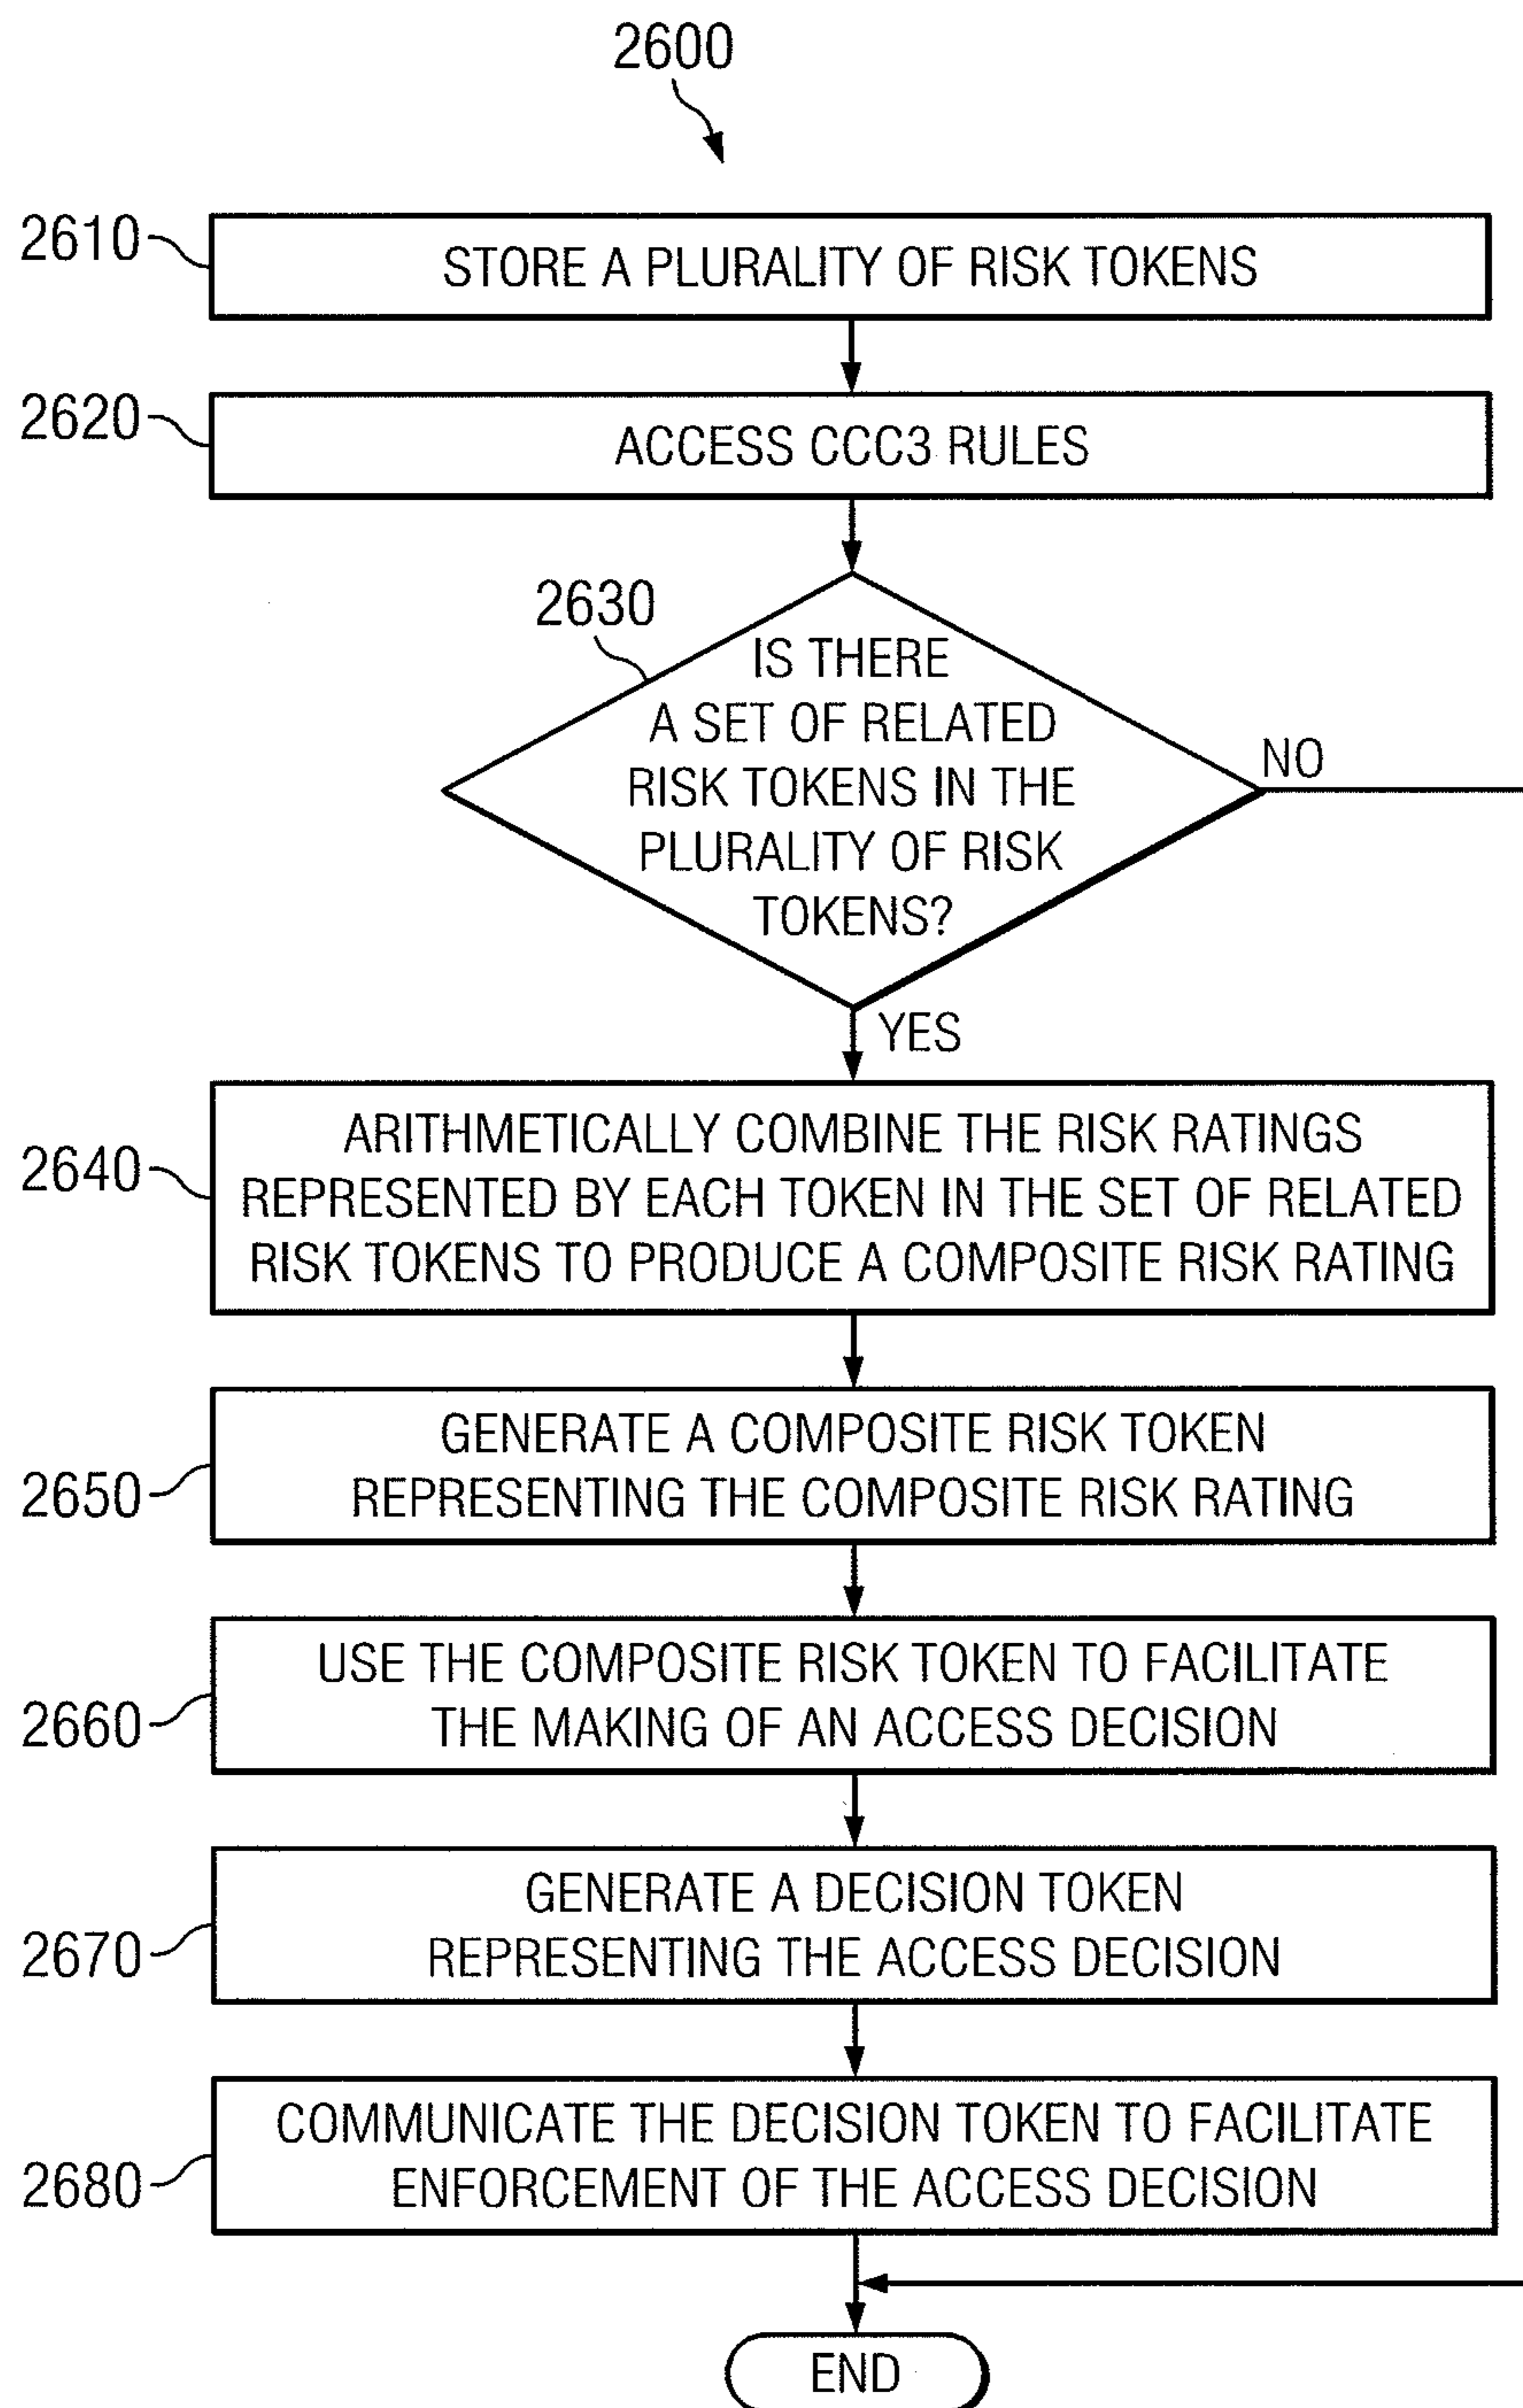 2600
2610
STORE A PLURALITY OF RISK TOKENS
2620
ACCESS CCC3 RULES
2630
IS THERE
A SET OF RELATED
RISK TOKENS IN THE
PLURALITY OF RISK
TOKENS?
NO
YES
2640
ARITHMETICALLY COMBINE THE RISK RATINGS
REPRESENTED BY EACH TOKEN IN THE SET OF RELATED
RISK TOKENS TO PRODUCE A COMPOSITE RISK RATING
2650
GENERATE A COMPOSITE RISK TOKEN
REPRESENTING THE COMPOSITE RISK RATING
2660
USE THE COMPOSITE RISK TOKEN TO FACILITATE
THE MAKING OF AN ACCESS DECISION
2670
GENERATE A DECISION TOKEN
REPRESENTING THE ACCESS DECISION
2680
COMMUNICATE THE DECISION TOKEN TO FACILITATE
ENFORCEMENT OF THE ACCESS DECISION
END